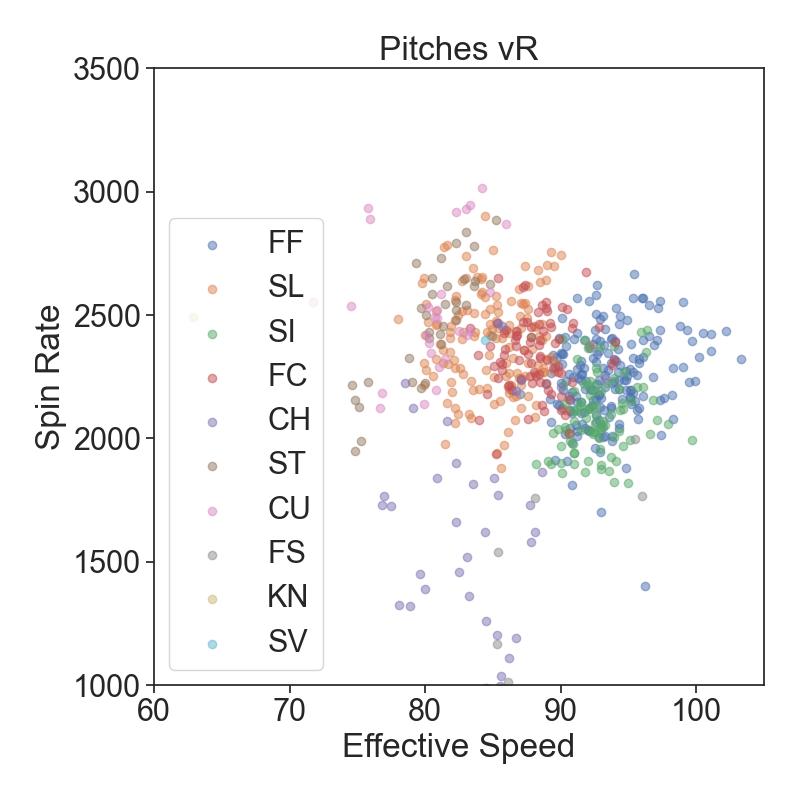 Pitches vR
3500
3000
2500
2000
1500
1000
Spin Rate
FF
SL
SI
FC
CH
ST
CU
FS
KN
SV
60 70 80 90 100
Effective Speed